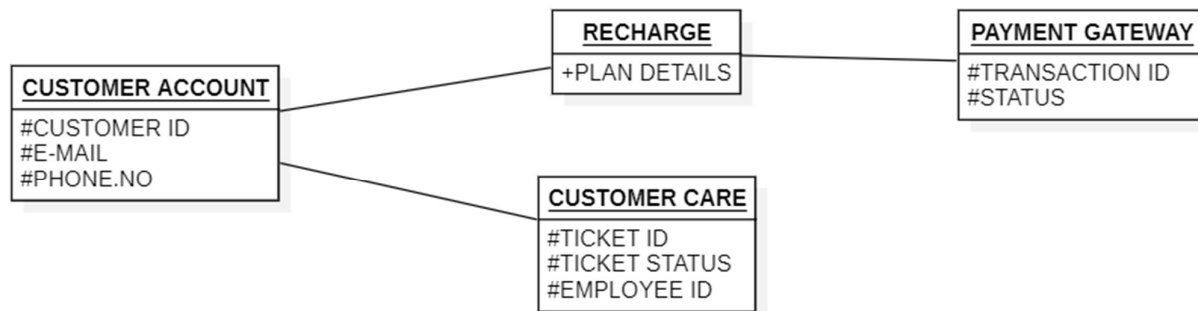 CUSTOMER ACCOUNT
#CUSTOMER ID
#E-MAIL
#PHONE.NO
RECHARGE
+PLAN DETAILS
PAYMENT GATEWAY
#TRANSACTION ID
#STATUS
CUSTOMER CARE
#TICKET ID
#TICKET STATUS
#EMPLOYEE ID